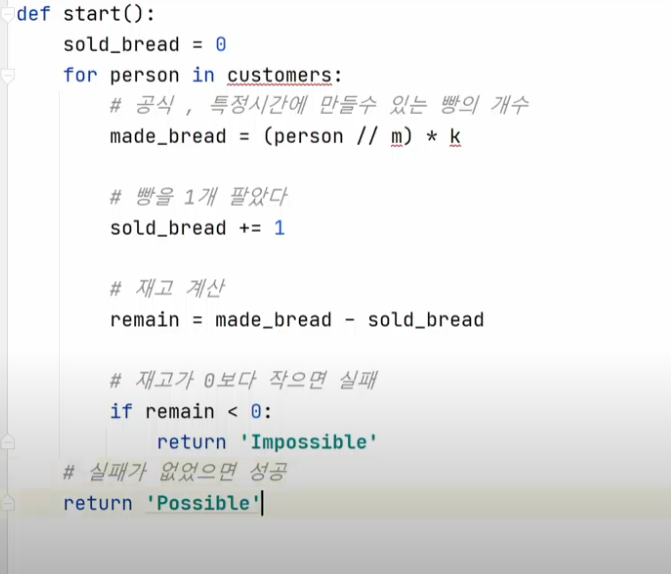 def start():
    sold_bread = 0
    for person in customers:
        # 공식 , 특정시간에 만들수 있는 빵의 개수
        made_bread = (person // m) * k
        # 빵을 1개 팔았다
        sold_bread += 1
        # 재고 계산
        remain = made_bread - sold_bread
        # 재고가 0보다 작으면 실패
        if remain < 0:
            return 'Impossible'
    # 실패가 없었으면 성공
    return 'Possible'